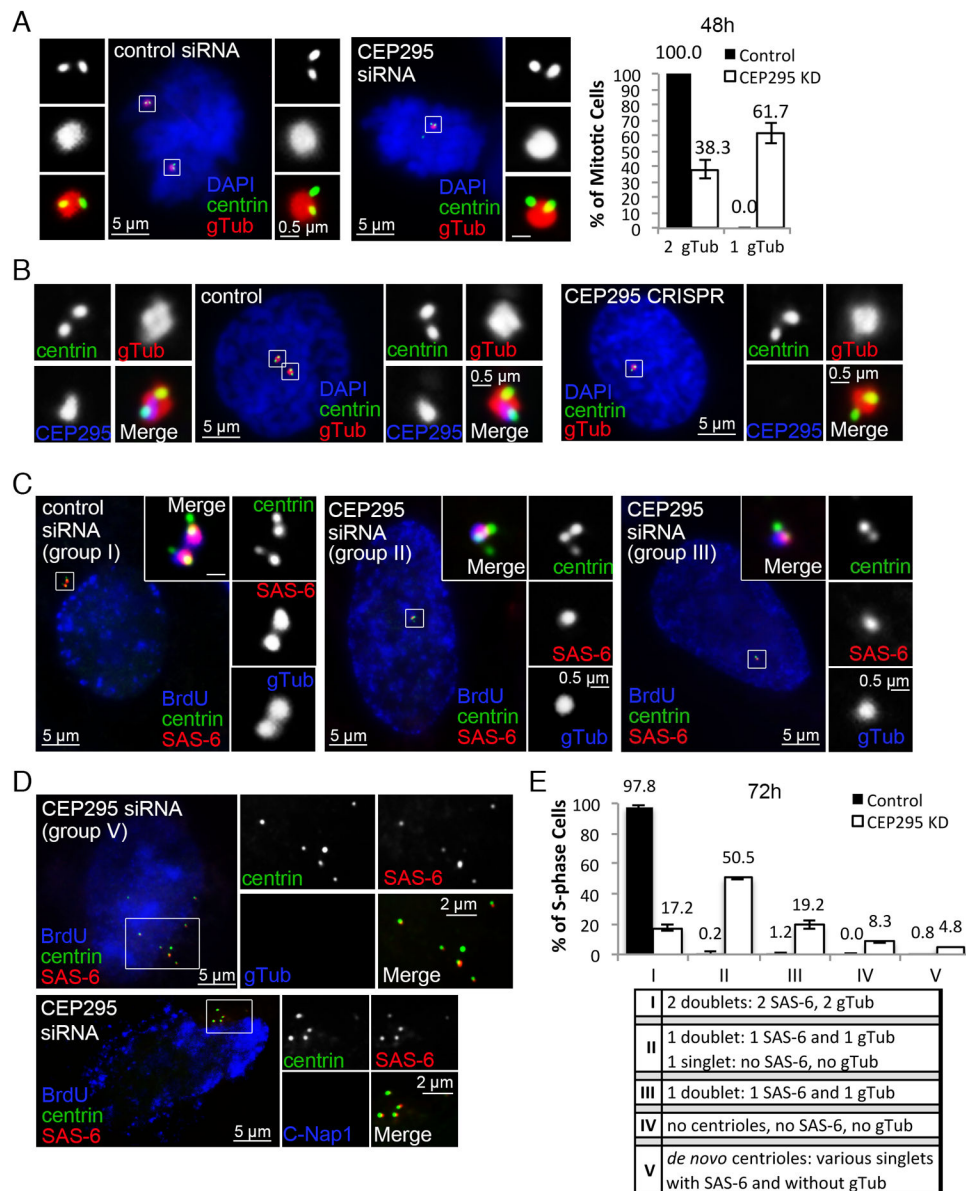 A
control siRNA
DAPI
centrin
gTub
5 µm
0.5 µm
CEP295
siRNA
DAPI
centrin
gTub
5 µm
48h
100.0
Control
CEP295 KD
% of Mitotic Cells
100
90
80
70
60
50
40
30
20
10
0
38.3
0.0
61.7
2 gTub
1 gTub
B
centrin
gTub
CEP295
Merge
control
DAPI
centrin
gTub
5 µm
centrin
gTub
0.5 µm
CEP295
Merge
CEP295 CRISPR
DAPI
centrin
gTub
5 µm
centrin
gTub
0.5 µm
CEP295
Merge
C
control
siRNA
(group I)
Merge
centrin
SAS-6
gTub
BrdU
centrin
SAS-6
5 µm
CEP295
siRNA
(group II)
Merge
centrin
SAS-6
0.5 µm
gTub
BrdU
centrin
SAS-6
5 µm
CEP295
siRNA
(group III)
Merge
centrin
SAS-6
0.5 µm
gTub
BrdU
centrin
SAS-6
5 µm
D
CEP295 siRNA
(group V)
BrdU
centrin
SAS-6
5 µm
centrin
SAS-6
gTub
2 µm
Merge
CEP295
siRNA
BrdU
centrin
SAS-6
5 µm
centrin
SAS-6
C-Nap1
2 µm
Merge
E
72h
Control
CEP295 KD
% of S-phase Cells
100
80
60
40
20
0
97.8
17.2
0.2
50.5
1.2
19.2
0.0
8.3
0.8
4.8
I
II
III
IV
V
I 2 doublets: 2 SAS-6, 2 gTub
II 1 doublet: 1 SAS-6 and 1 gTub
1 singlet: no SAS-6, no gTub
III 1 doublet: 1 SAS-6 and 1 gTub
IV no centrioles, no SAS-6, no gTub
V de novo centrioles: various singlets
with SAS-6 and without gTub